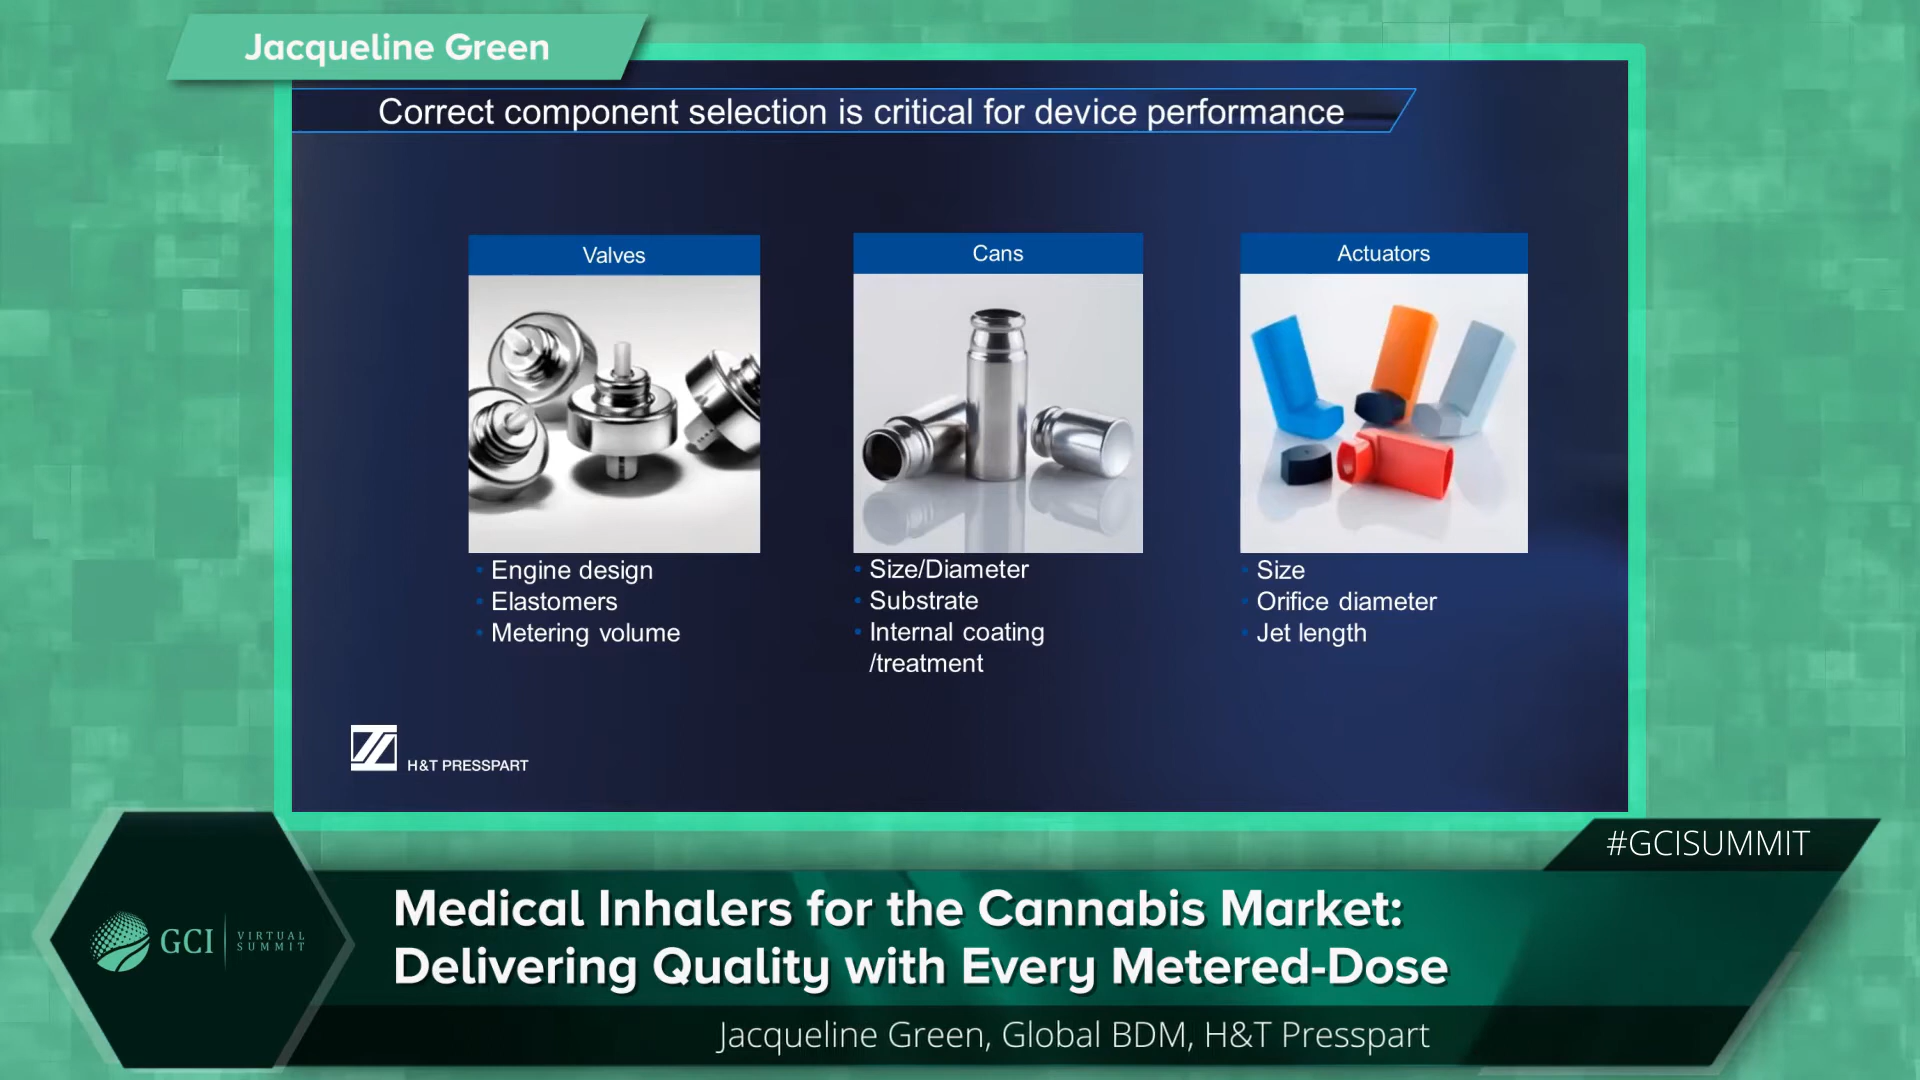 Jacqueline Green
Correct component selection is critical for device performance
Valves
• Engine design
• Elastomers
• Metering volume
Cans
• Size/Diameter
• Substrate
• Internal coating
/treatment
Actuators
• Size
• Orifice diameter
• Jet length
H&T PRESSPART
#GCISUMMIT
GCI
VIRTUAL
SUMMIT
Medical Inhalers for the Cannabis Market:
Delivering Quality with Every Metered-Dose
Jacqueline Green, Global BDM, H&T Presspart